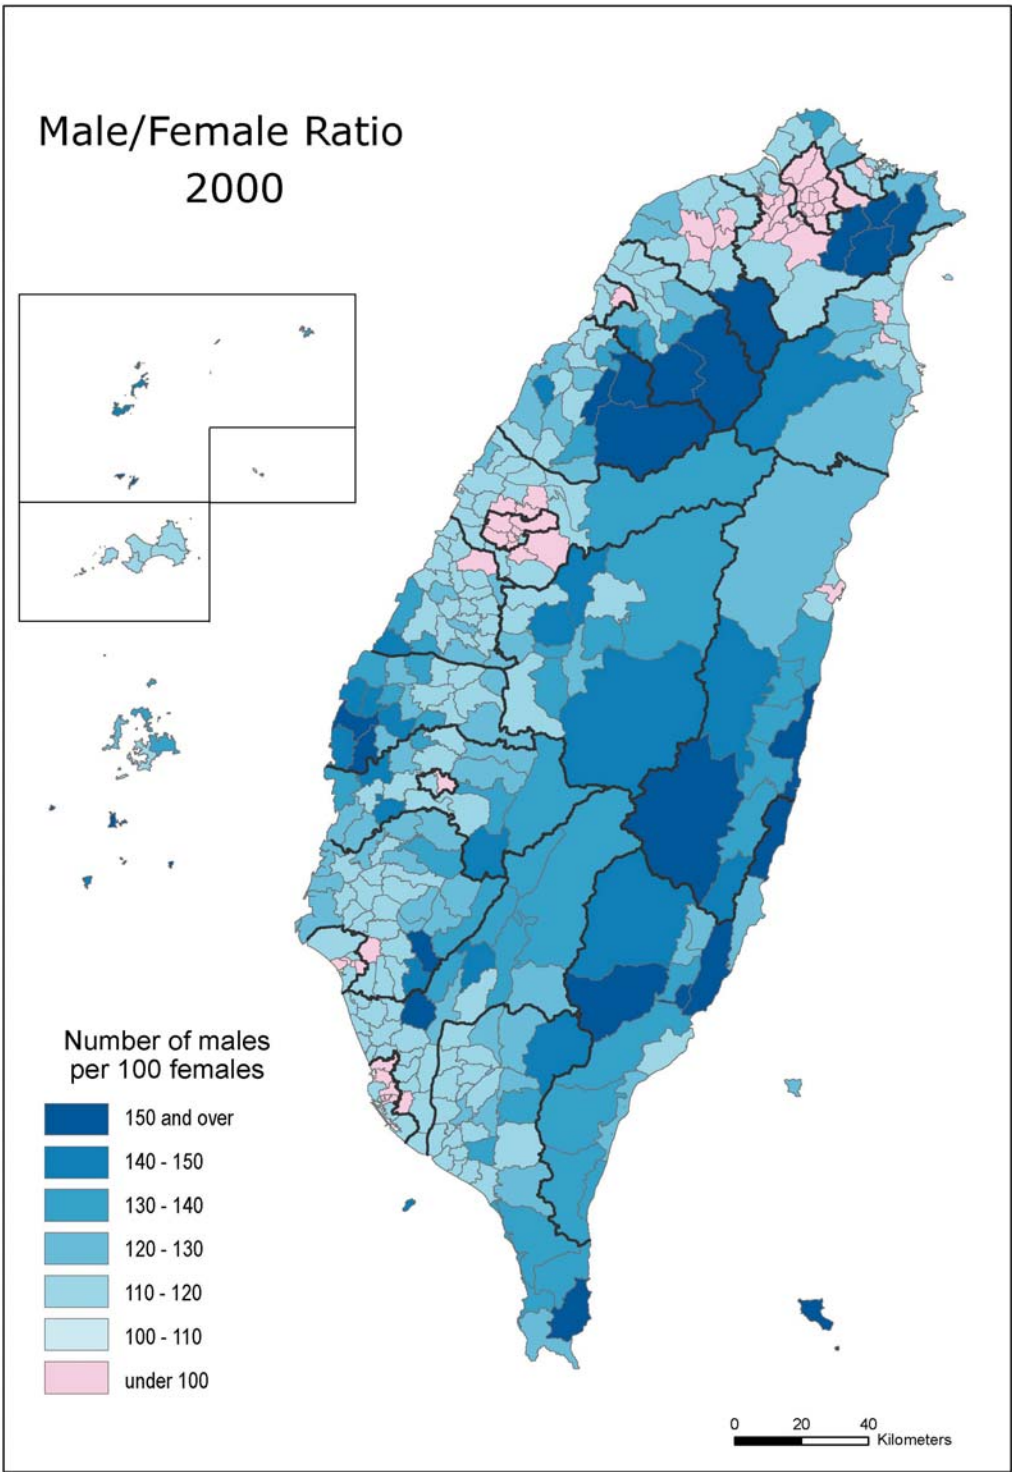 Male/Female Ratio
2000
Number of males
per 100 females
150 and over
140 - 150
130 - 140
120 - 130
110 - 120
100 - 110
under 100
0 20 40
Kilometers